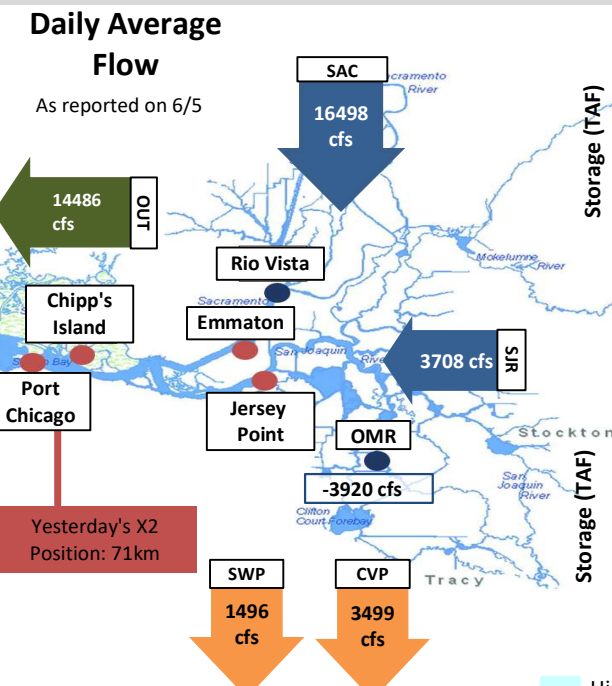 Daily Average
Flow
As reported on 6/5
SAC
Sacramento
River
16498
cfs
Storage (TAF)
14486
cfs
OUT
Rio Vista
Mokelumne
River
Chipp's
Island
Sacramento
Emmaton
San Joaquin
River
3708 cfs
SJR
Bay
Port
Chicago
Jersey
Point
OMR
Stockton
-3920 cfs
San
Joaquin
River
Storage (TAF)
Clifton
Court Forebay
Yesterday's X2
Position: 71km
SWP
CVP
Tracy
1496
cfs
3499
cfs